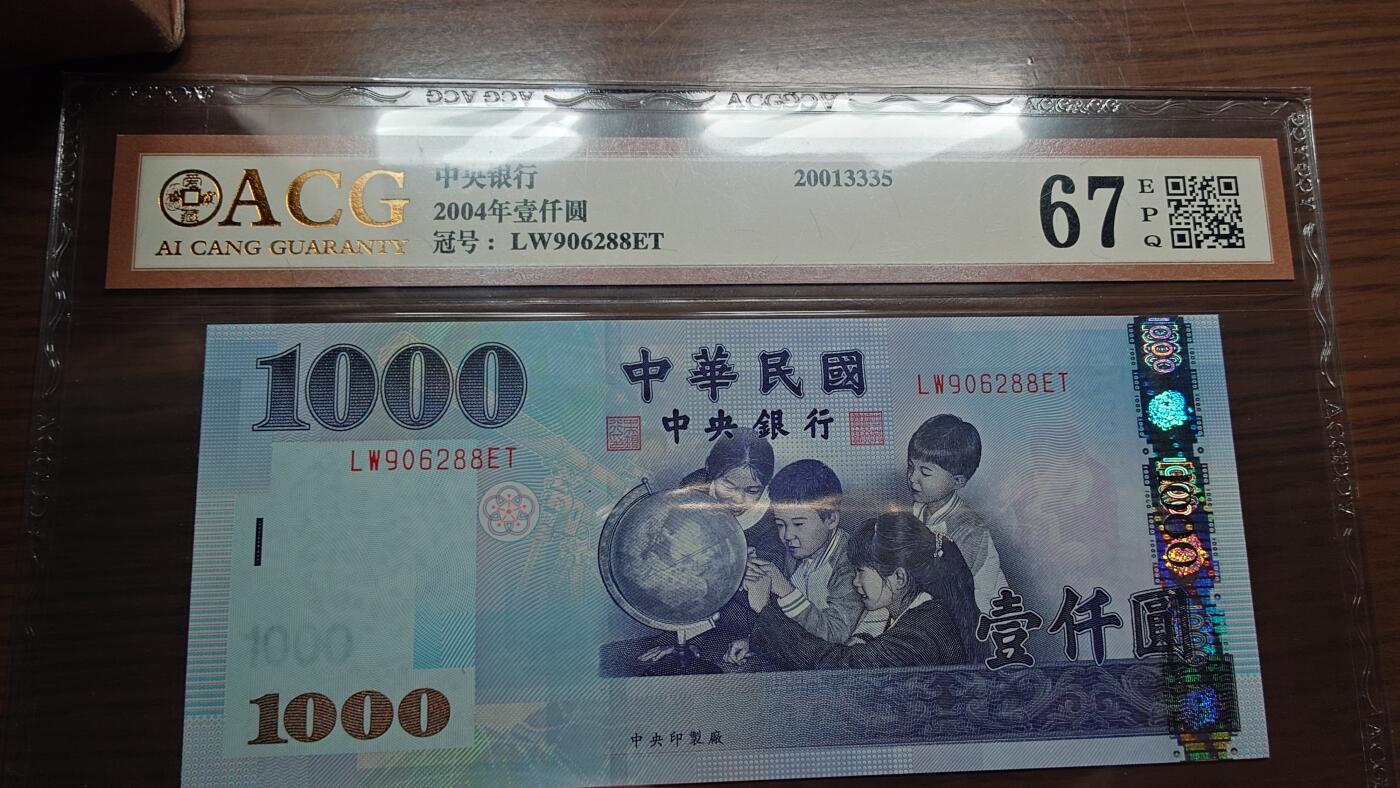 ACG
AI CANG GUARANTY
中央银行
20013335
2004年壹仟圆
冠号： LW906288ET
67
EPQ
1000
中華民國
中央銀行
LW906288ET
LW906288ET
1000
1000
壹仟圓
中央印製廠